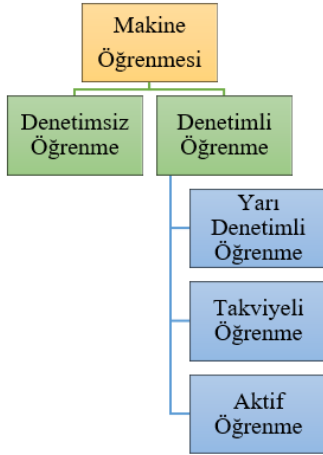 Makine
Öğrenmesi
Denetimsiz
Öğrenme
Denetimli
Öğrenme
Yarı
Denetimli
Öğrenme
Takviyeli
Öğrenme
Aktif
Öğrenme